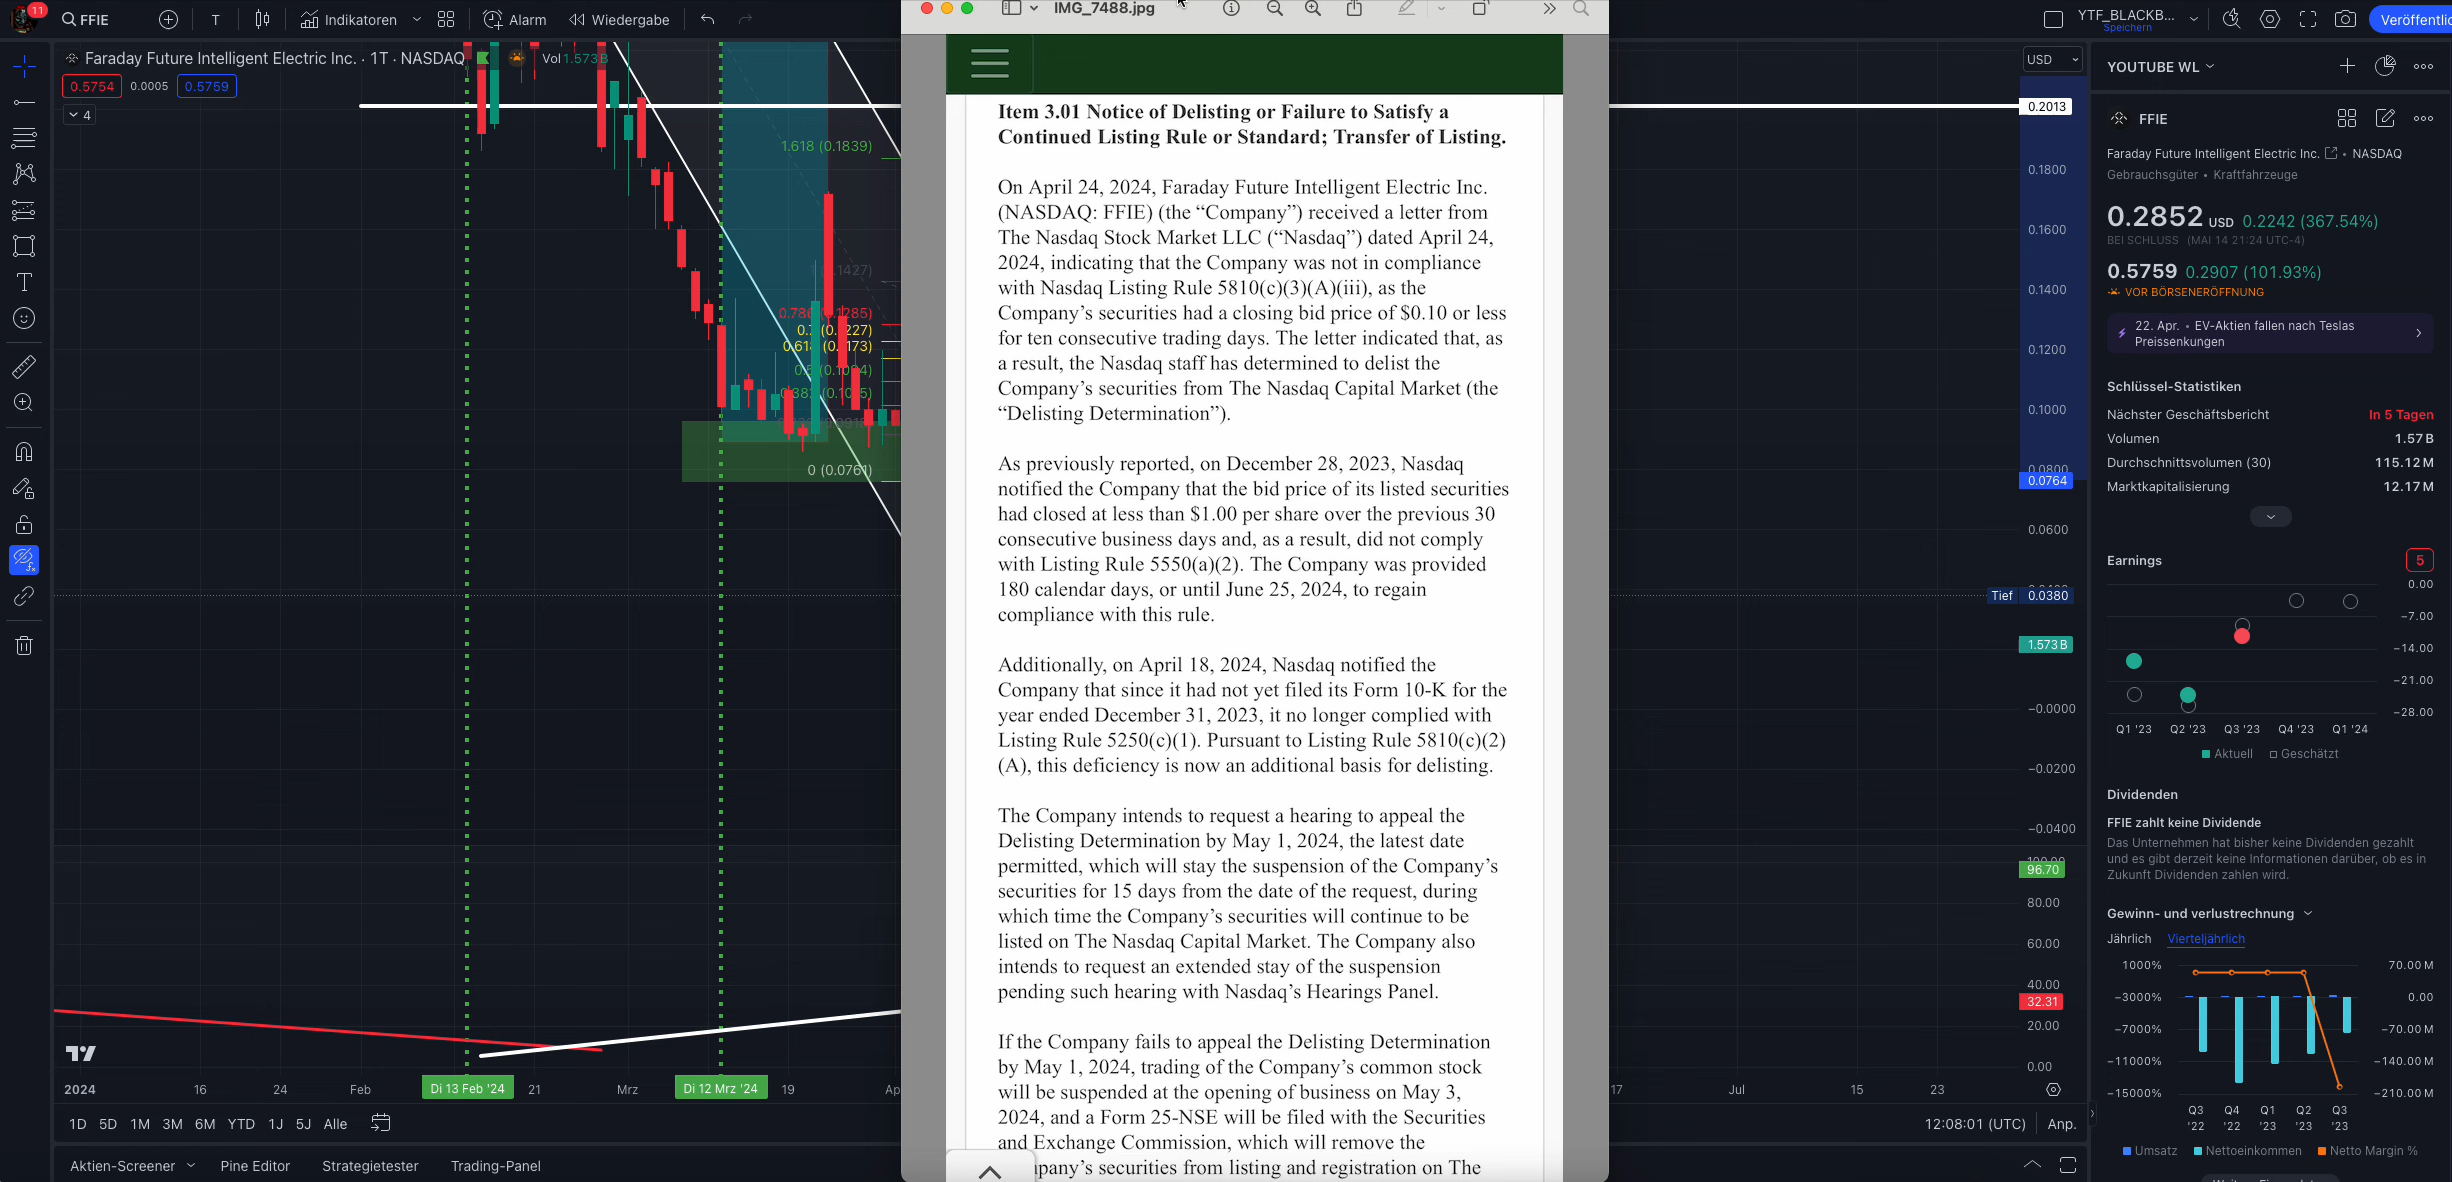 11
FFIE
T
Indikatoren
Alarm
Wiedergabe
Faraday Future Intelligent Electric Inc. · 1T · NASDAQ
Vol 1.573 B
0.5754
0.0005
0.5759
4
1.618 (0.1839)
0 (0.0761)
2024
16
24
Feb
Di 13 Feb '24
21
Mrz
Di 12 Mrz '24
19
1D 5D 1M 3M 6M YTD 1J 5J Alle
Aktien-Screener
Pine Editor
Strategietester
Trading-Panel
IMG_7488.jpg
Item 3.01 Notice of Delisting or Failure to Satisfy a
Continued Listing Rule or Standard; Transfer of Listing.
On April 24, 2024, Faraday Future Intelligent Electric Inc.
(NASDAQ: FFIE) (the “Company”) received a letter from
The Nasdaq Stock Market LLC (“Nasdaq”) dated April 24,
2024, indicating that the Company was not in compliance
with Nasdaq Listing Rule 5810(c)(3)(A)(iii), as the
Company’s securities had a closing bid price of $0.10 or less
for ten consecutive trading days. The letter indicated that, as
a result, the Nasdaq staff has determined to delist the
Company’s securities from The Nasdaq Capital Market (the
“Delisting Determination”).
As previously reported, on December 28, 2023, Nasdaq
notified the Company that the bid price of its listed securities
had closed at less than $1.00 per share over the previous 30
consecutive business days and, as a result, did not comply
with Listing Rule 5550(a)(2). The Company was provided
180 calendar days, or until June 25, 2024, to regain
compliance with this rule.
Additionally, on April 18, 2024, Nasdaq notified the
Company that since it had not yet filed its Form 10-K for the
year ended December 31, 2023, it no longer complied with
Listing Rule 5250(c)(1). Pursuant to Listing Rule 5810(c)(2)
(A), this deficiency is now an additional basis for delisting.
The Company intends to request a hearing to appeal the
Delisting Determination by May 1, 2024, the latest date
permitted, which will stay the suspension of the Company’s
securities for 15 days from the date of the request, during
which time the Company’s securities will continue to be
listed on The Nasdaq Capital Market. The Company also
intends to request an extended stay of the suspension
pending such hearing with Nasdaq’s Hearings Panel.
If the Company fails to appeal the Delisting Determination
by May 1, 2024, trading of the Company’s common stock
will be suspended at the opening of business on May 3,
2024, and a Form 25-NSE will be filed with the Securities
and Exchange Commission, which will remove the
securities from listing and registration on The
USD
0.2013
0.1800
0.1600
0.1400
0.1200
0.1000
0.0800
0.0764
0.0600
Tief 0.0380
1.573 B
−0.0000
−0.0200
−0.0400
96.70
80.00
60.00
40.00
32.31
20.00
0.00
17
Jul
15
23
12:08:01 (UTC)
Anp.
YTF_BLACKB...
Speichern
YOUTUBE WL
FFIE
Faraday Future Intelligent Electric Inc. • NASDAQ
Gebrauchsgüter • Kraftfahrzeuge
0.2852 USD 0.2242 (367.54%)
BEI SCHLUSS (MAI 14 21:24 UTC-4)
0.5759 0.2907 (101.93%)
VOR BÖRSENERÖFFNUNG
22. Apr. • EV-Aktien fallen nach Teslas
Preissenkungen
Schlüssel-Statistiken
Nächster Geschäftsbericht In 5 Tagen
Volumen 1.57 B
Durchschnittsvolumen (30) 115.12 M
Marktkapitalisierung 12.17 M
Earnings 5
0.00
−7.00
−14.00
−21.00
−28.00
Q1 '23 Q2 '23 Q3 '23 Q4 '23 Q1 '24
Aktuell Geschätzt
Dividenden
FFIE zahlt keine Dividende
Das Unternehmen hat bisher keine Dividenden gezahlt
und es gibt derzeit keine Informationen darüber, ob es in
Zukunft Dividenden zahlen wird.
Gewinn- und verlustrechnung
Jährlich Vierteljährlich
1000% 70.00 M
−3000% 0.00
−7000% −70.00 M
−11000% −140.00 M
−15000% −210.00 M
Q3 Q4 Q1 Q2 Q3
'22 '22 '23 '23 '23
Umsatz Nettoeinkommen Netto Margin %